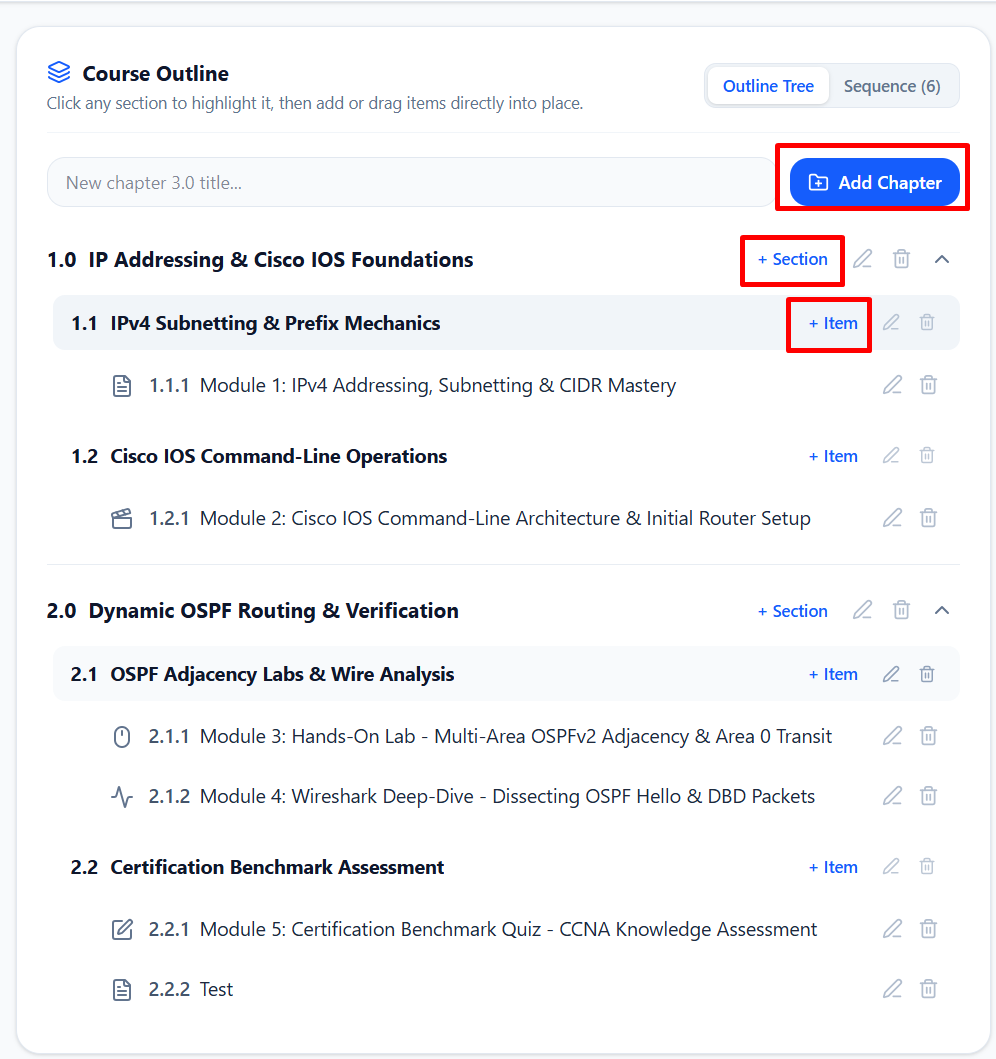 Course Outline
Click any section to highlight it, then add or drag items directly into place.
Outline Tree
Sequence (6)
New chapter 3.0 title...
Add Chapter
1.0 IP Addressing & Cisco IOS Foundations
+ Section
1.1 IPv4 Subnetting & Prefix Mechanics
+ Item
1.1.1 Module 1: IPv4 Addressing, Subnetting & CIDR Mastery
1.2 Cisco IOS Command-Line Operations
+ Item
1.2.1 Module 2: Cisco IOS Command-Line Architecture & Initial Router Setup
2.0 Dynamic OSPF Routing & Verification
+ Section
2.1 OSPF Adjacency Labs & Wire Analysis
+ Item
2.1.1 Module 3: Hands-On Lab - Multi-Area OSPFv2 Adjacency & Area 0 Transit
2.1.2 Module 4: Wireshark Deep-Dive - Dissecting OSPF Hello & DBD Packets
2.2 Certification Benchmark Assessment
+ Item
2.2.1 Module 5: Certification Benchmark Quiz - CCNA Knowledge Assessment
2.2.2 Test